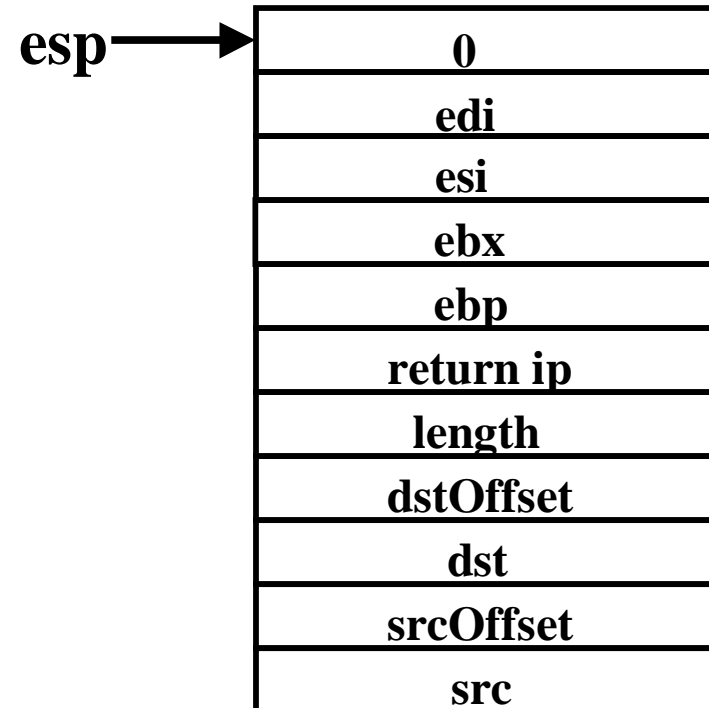 esp
0
edi
esi
ebx
ebp
return ip
length
dstOffset
dst
srcOffset
src